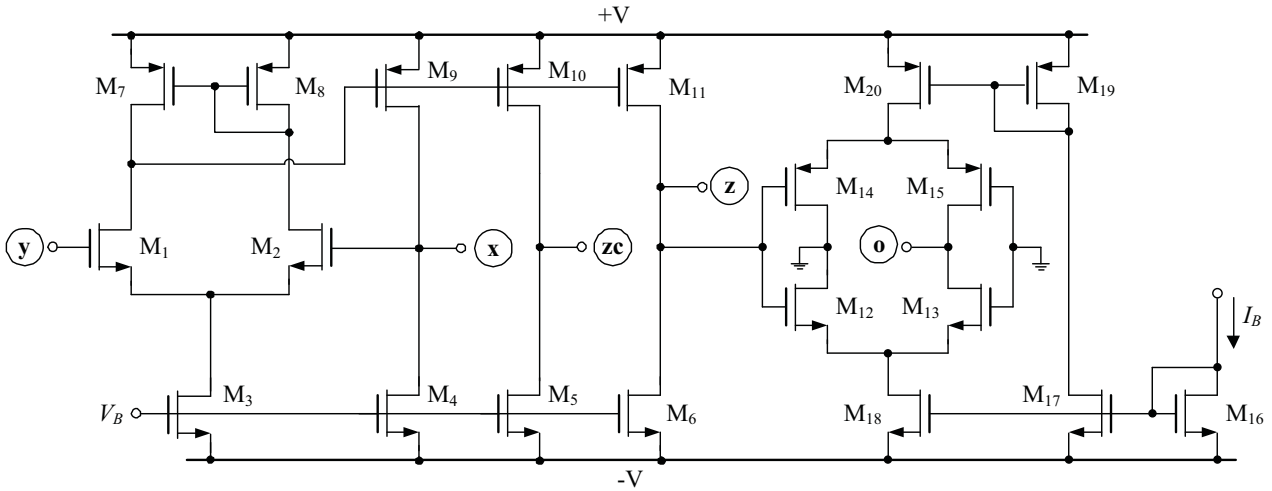 +V
M₇
M₈
M₉
M₁₀
M₁₁
M₂₀
M₁₉
y
M₁
M₂
x
zc
z
M₁₄
M₁₅
o
M₁₂
M₁₃
I_B
V_B
M₃
M₄
M₅
M₆
M₁₈
M₁₇
M₁₆
-V